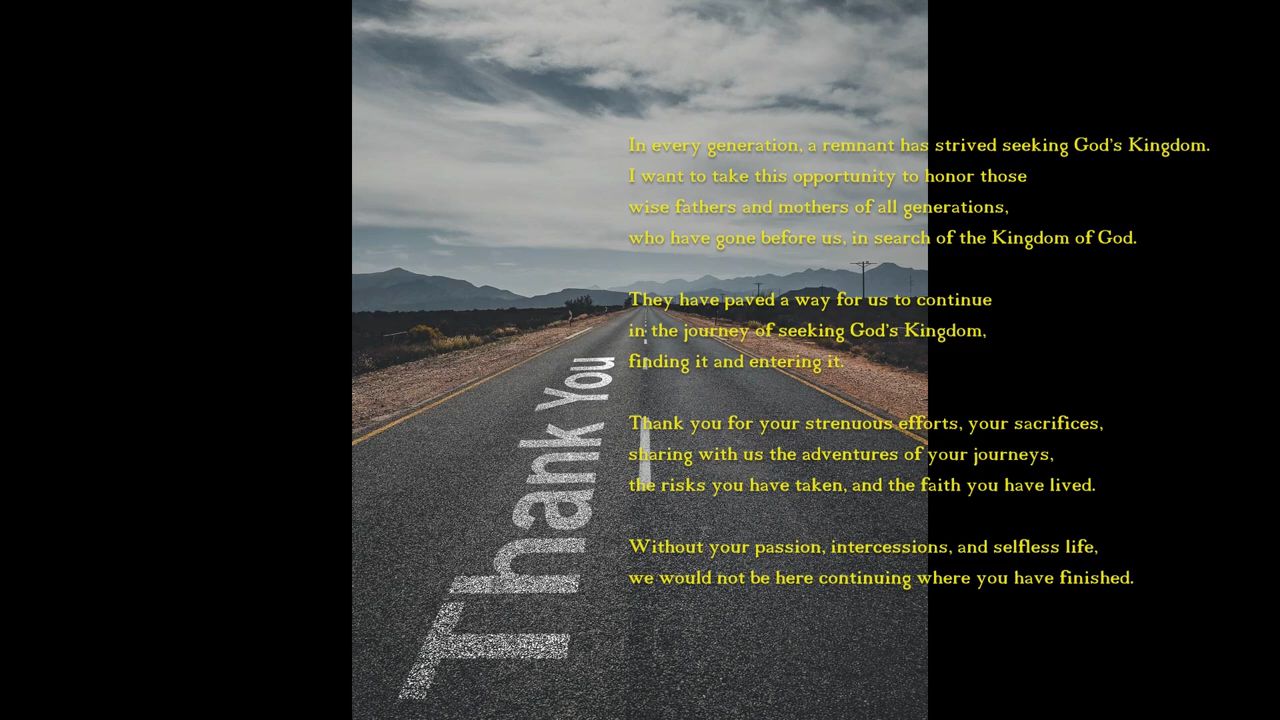 In every generation, a remnant has strived seeking God's Kingdom.
I want to take this opportunity to honor those
wise fathers and mothers of all generations,
who have gone before us, in search of the Kingdom of God.
They have paved a way for us to continue
in the journey of seeking God's Kingdom,
finding it and entering it.
Thank you for your strenuous efforts, your sacrifices,
sharing with us the adventures of your journeys,
the risks you have taken, and the faith you have lived.
Without your passion, intercessions, and selfless life,
we would not be here continuing where you have finished.
Thank You